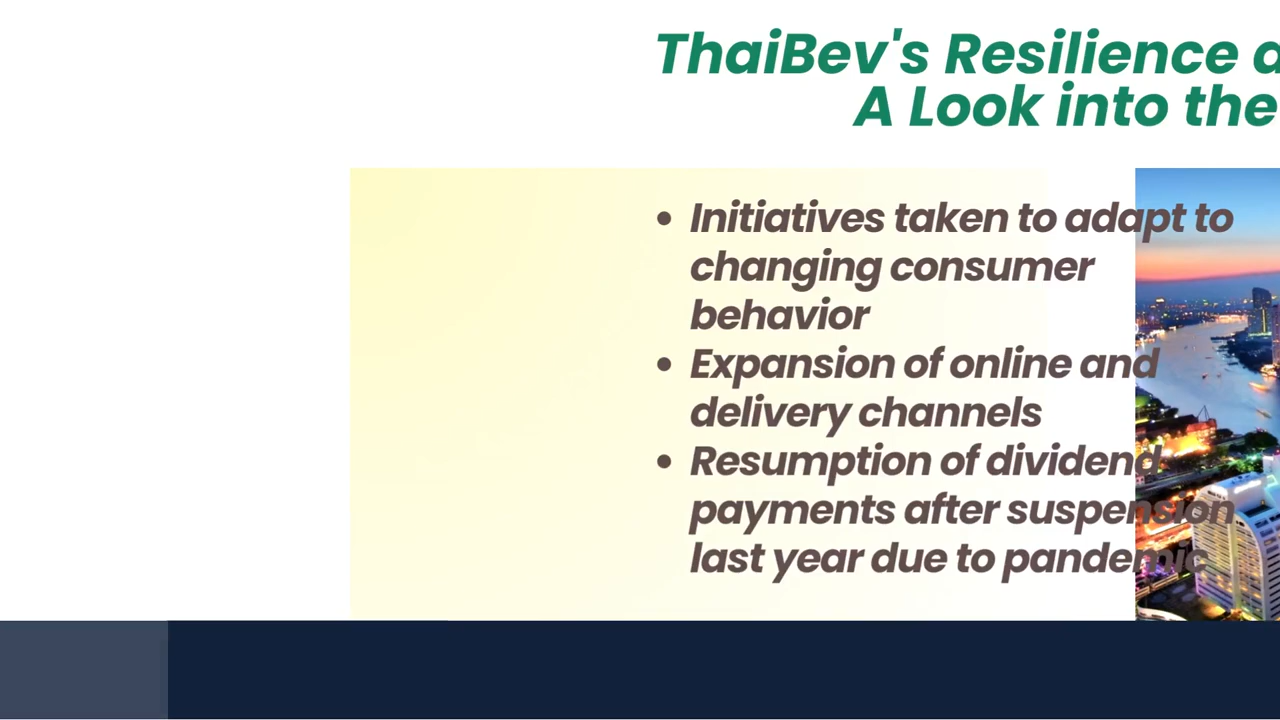 ThaiBev's Resilience
A Look into the
• Initiatives taken to adapt to
changing consumer
behavior
• Expansion of online and
delivery channels
• Resumption of dividend
payments after suspension
last year due to pandemic